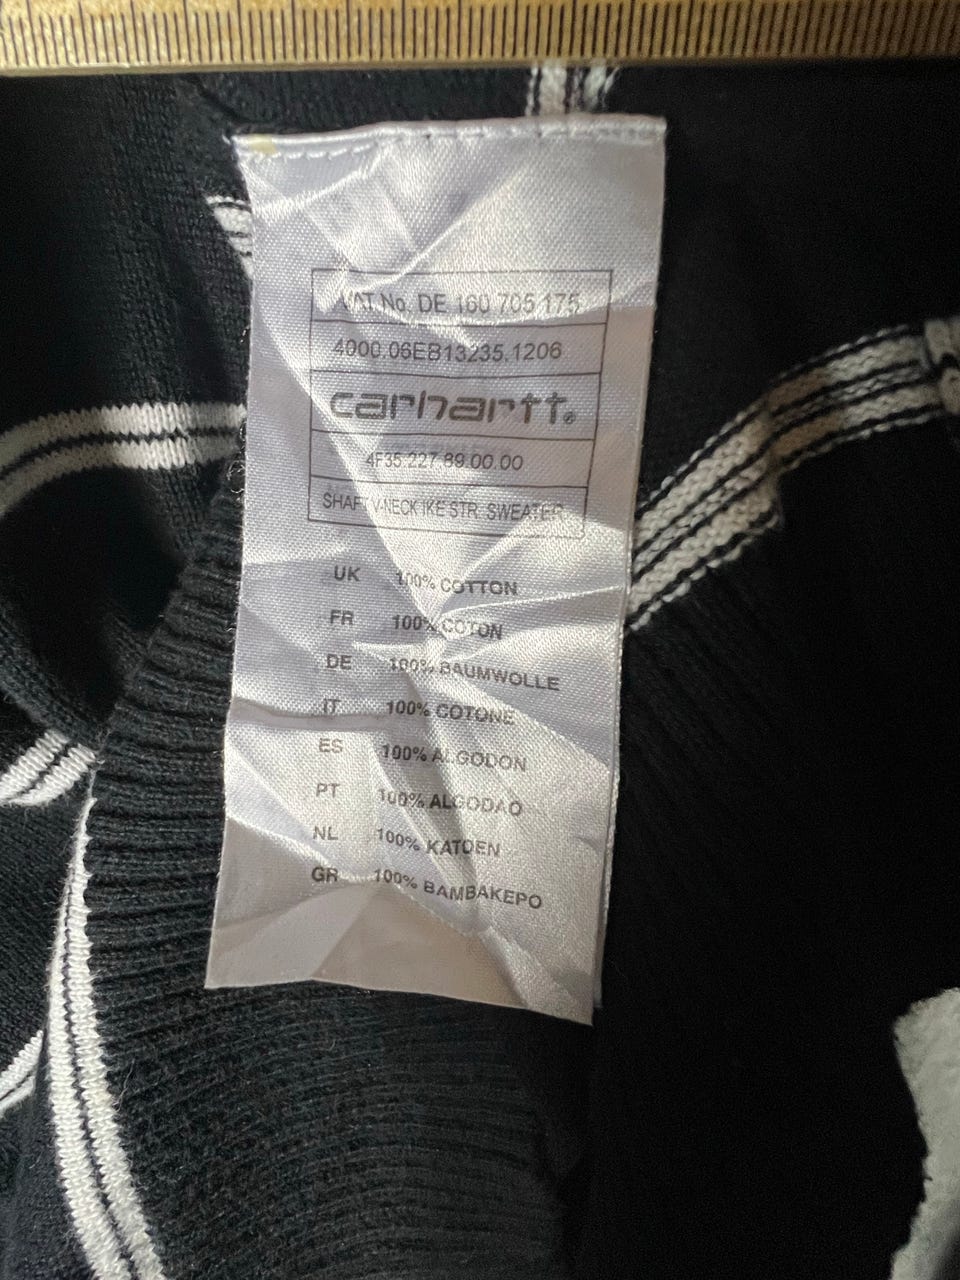 VAT No. DE 160 705 175
4000.06EB13235.1206
carhartt®
4F35.227.89.00.00
SHAFT V-NECK IKE STR. SWEATER
UK 100% COTTON
FR 100% COTON
DE 100% BAUMWOLLE
IT 100% COTONE
ES 100% ALGODON
PT 100% ALGODAO
NL 100% KATOEN
GR 100% BAMBAKEPO